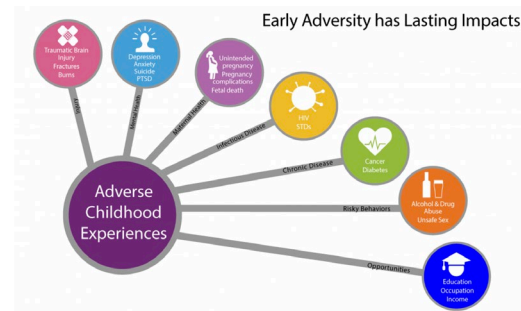 Early Adversity has Lasting Impacts
Traumatic Brain
Injury
Fractures
Burns
Depression
Anxiety
Suicide
PTSD
Unintended
pregnancy
Pregnancy
complications
Fetal death
HIV
STDs
Cancer
Diabetes
Alcohol & Drug
Abuse
Unsafe Sex
Education
Occupation
Income
Injury
Mental Health
Maternal Health
Infectious Disease
Chronic Disease
Risky Behaviors
Opportunities
Adverse
Childhood
Experiences